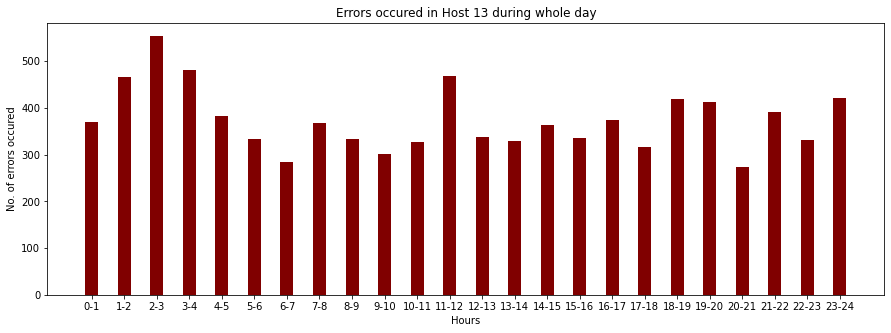 Errors occured in Host 13 during whole day
No. of errors occured
500
400
300
200
100
0
0-1 1-2 2-3 3-4 4-5 5-6 6-7 7-8 8-9 9-10 10-11 11-12 12-13 13-14 14-15 15-16 16-17 17-18 18-19 19-20 20-21 21-22 22-23 23-24
Hours